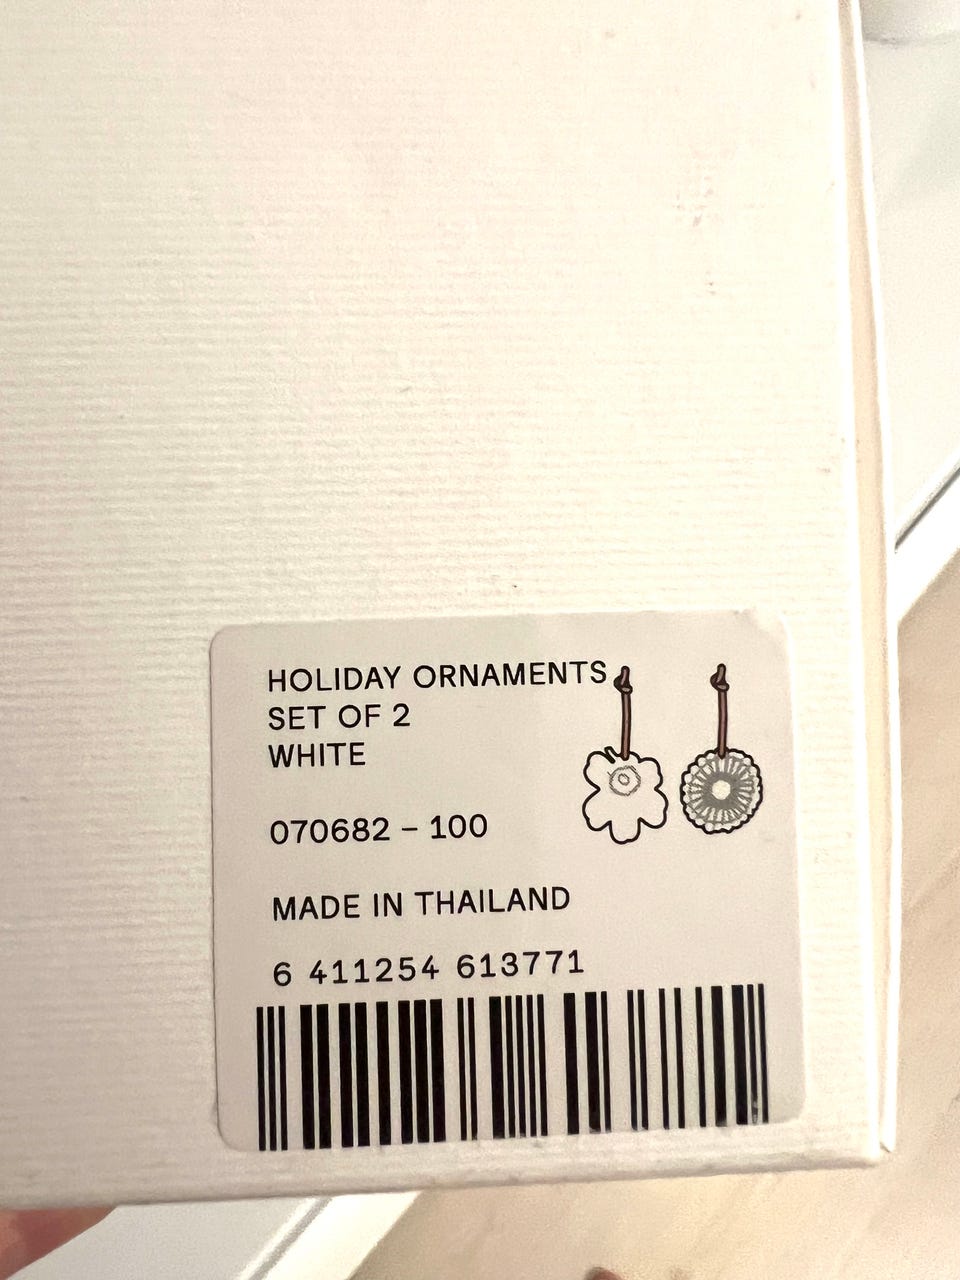 HOLIDAY ORNAMENTS
SET OF 2
WHITE
070682 – 100
MADE IN THAILAND
6 411254 613771